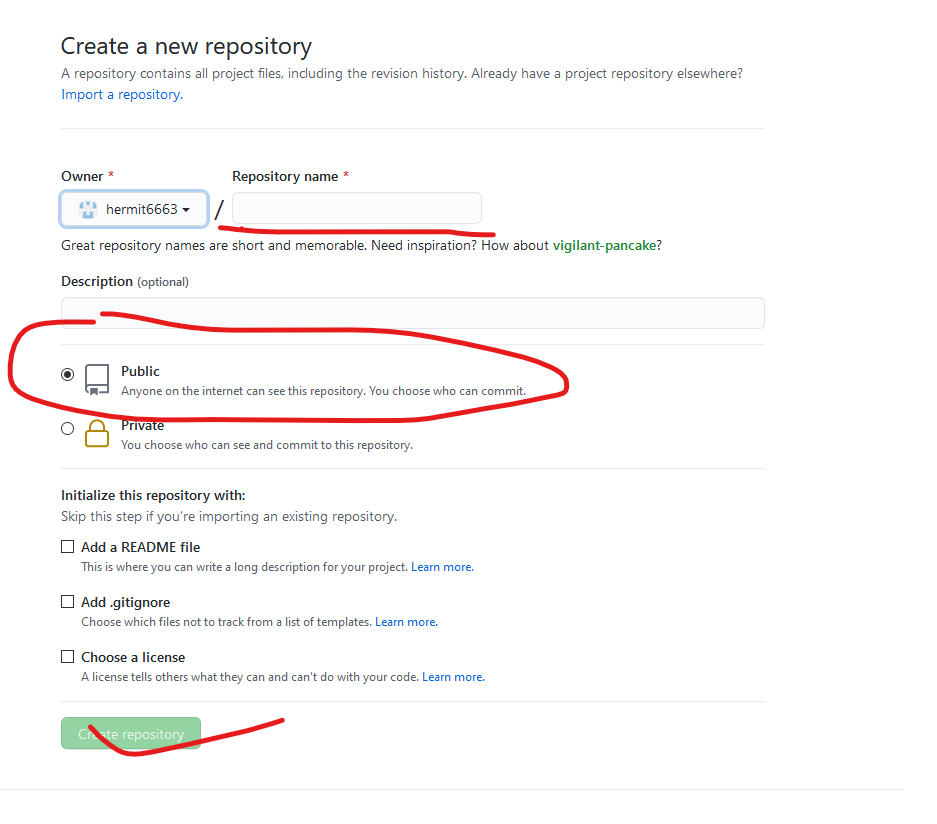 Create a new repository
A repository contains all project files, including the revision history. Already have a project repository elsewhere?
Import a repository.
Owner * Repository name *
hermit6663 /
Great repository names are short and memorable. Need inspiration? How about vigilant-pancake?
Description (optional)
Public
Anyone on the internet can see this repository. You choose who can commit.
Private
You choose who can see and commit to this repository.
Initialize this repository with:
Skip this step if you're importing an existing repository.
Add a README file
This is where you can write a long description for your project. Learn more.
Add .gitignore
Choose which files not to track from a list of templates. Learn more.
Choose a license
A license tells others what they can and can't do with your code. Learn more.
Create repository